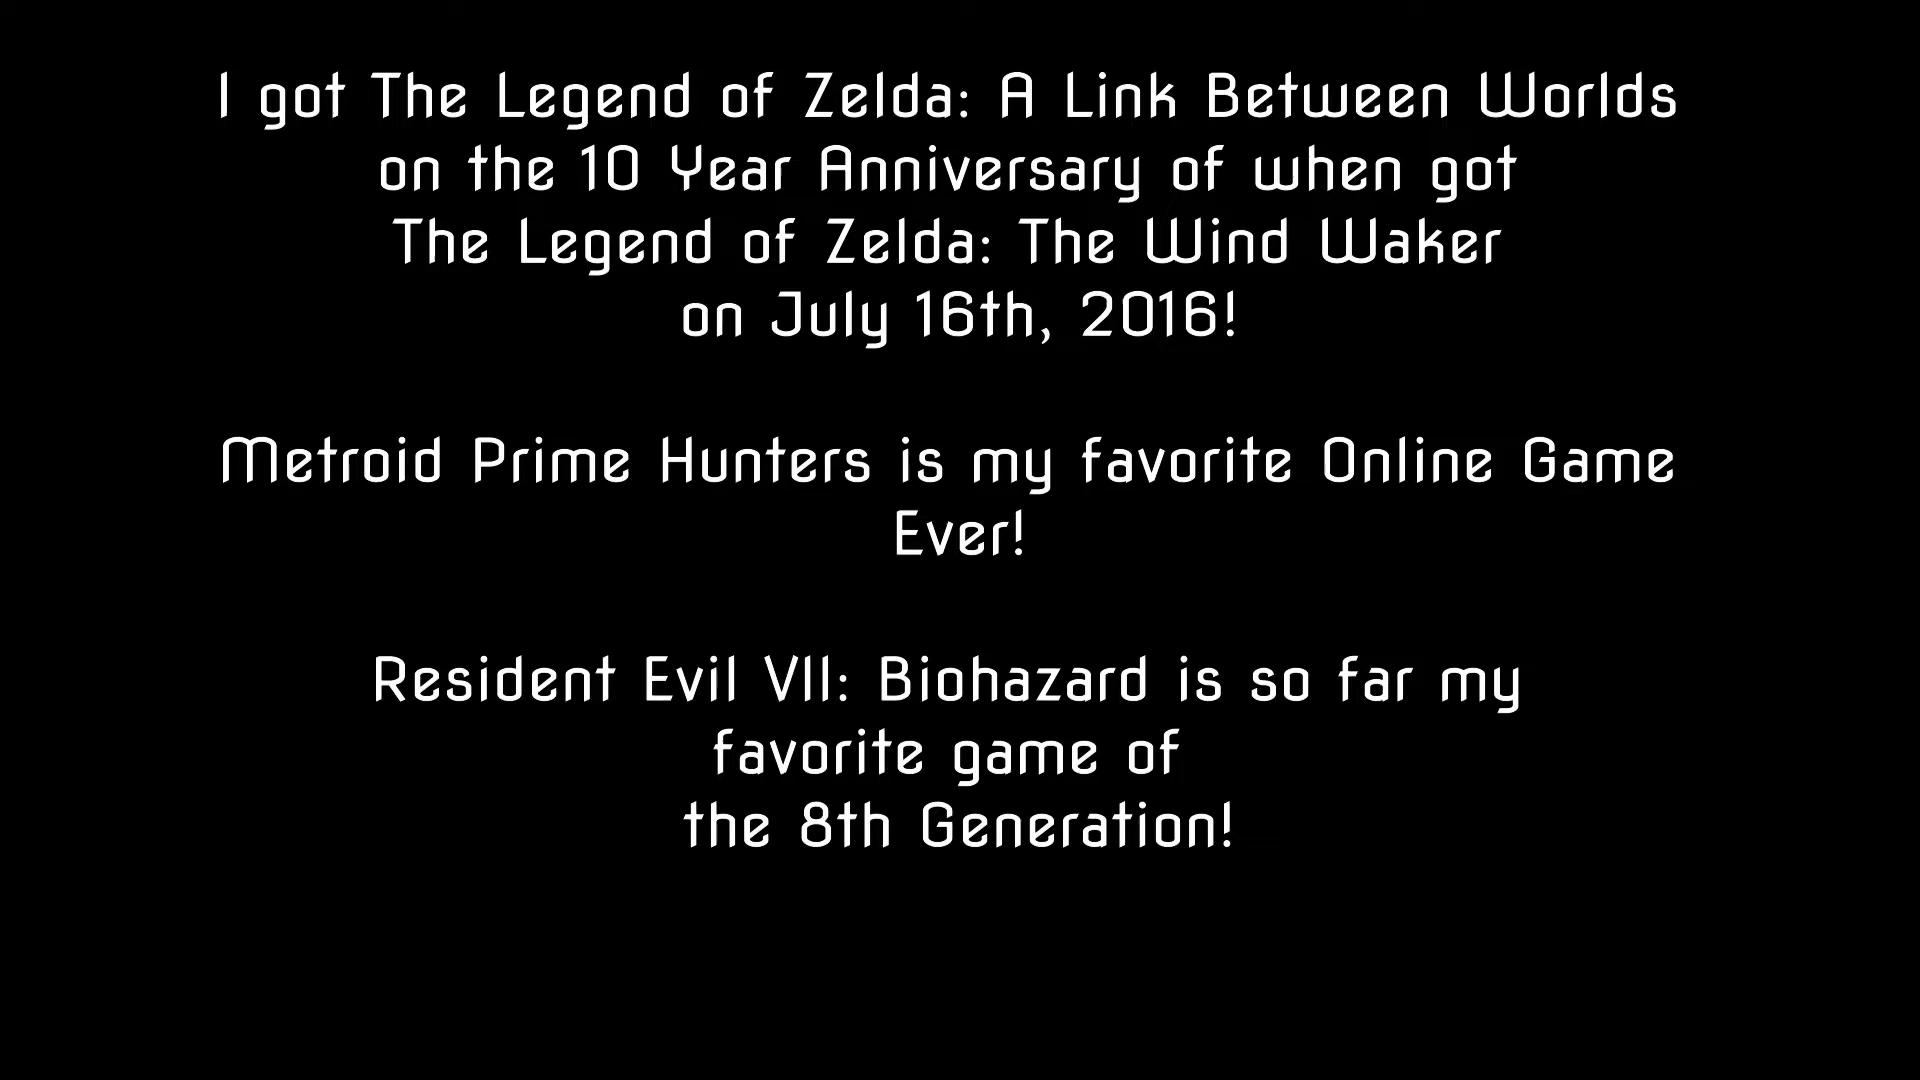 I got The Legend of Zelda: A Link Between Worlds
on the 10 Year Anniversary of when got
The Legend of Zelda: The Wind Waker
on July 16th, 2016!
Metroid Prime Hunters is my favorite Online Game
Ever!
Resident Evil VII: Biohazard is so far my
favorite game of
the 8th Generation!